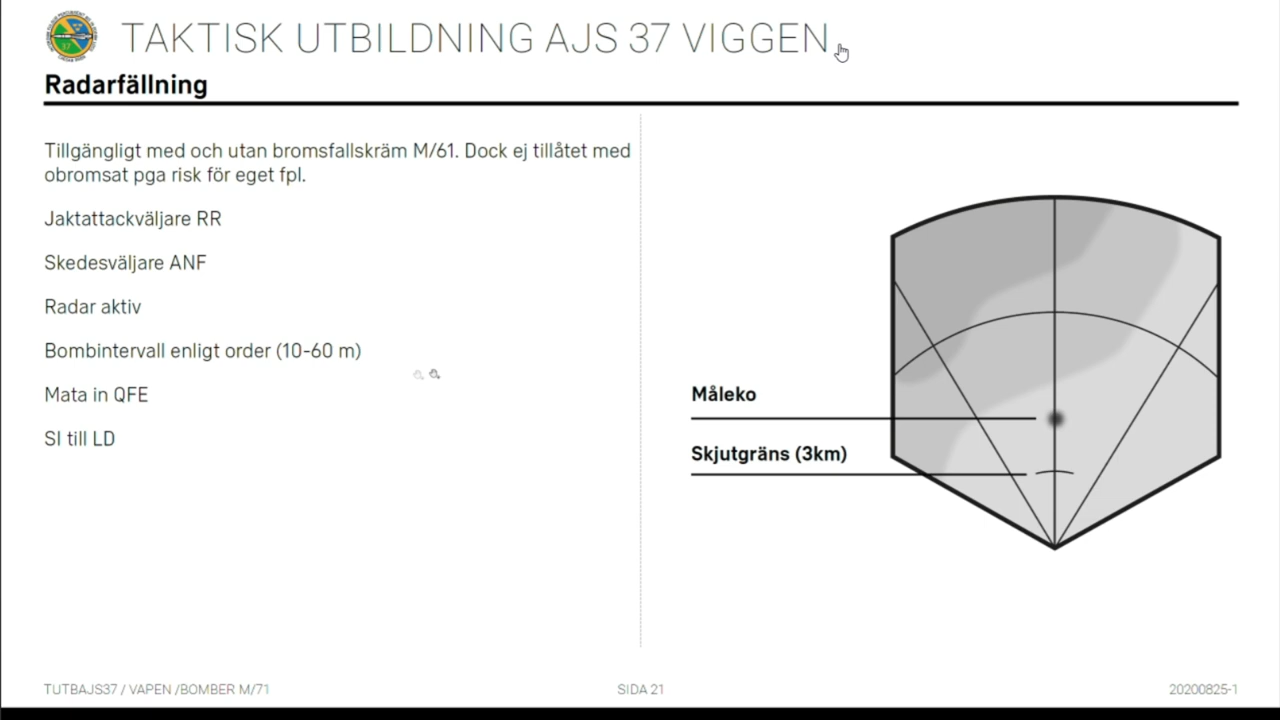 TAKTISK UTBILDNING AJS 37 VIGGEN
Radarfällning
Tillgängligt med och utan bromsfallskräm M/61. Dock ej tillåtet med
obromsat pga risk för eget fpl.
Jaktattackväljare RR
Skedesväljare ANF
Radar aktiv
Bombintervall enligt order (10-60 m)
Mata in QFE
SI till LD
Måleko
Skjutgräns (3km)
TUTBAJS37 / VAPEN /BOMBER M/71
SIDA 21
20200825-1